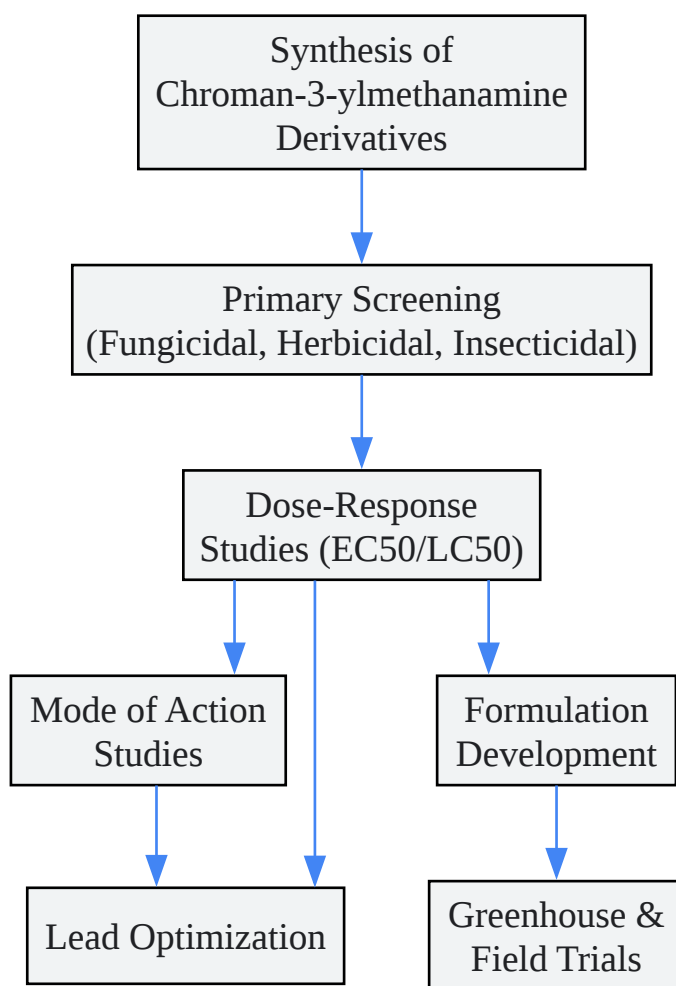 Synthesis of
Chroman-3-ylmethanamine
Derivatives
Primary Screening
(Fungicidal, Herbicidal, Insecticidal)
Dose-Response
Studies (EC50/LC50)
Mode of Action
Studies
Formulation
Development
Lead Optimization
Greenhouse &
Field Trials